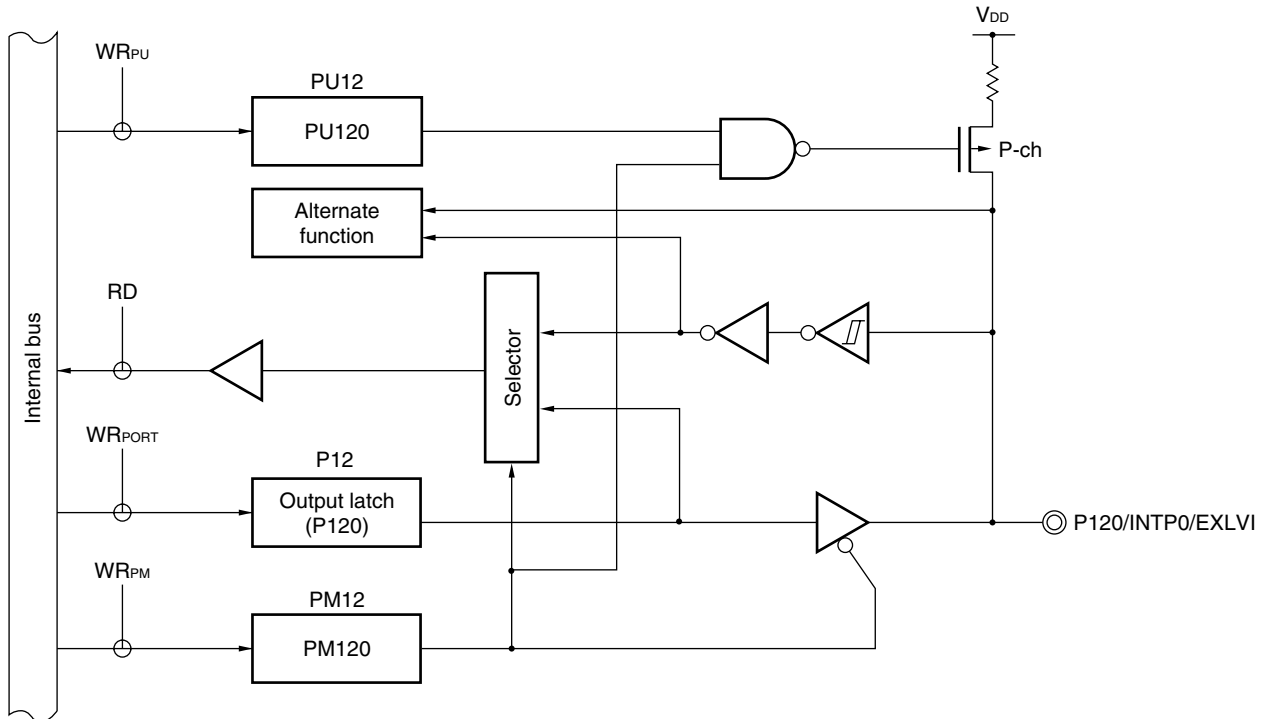 VDD
WRPU
PU12
PU120
P-ch
Alternate
function
RD
Internal bus
Selector
WRPORT
P12
Output latch
(P120)
P120/INTP0/EXLVI
WRPM
PM12
PM120